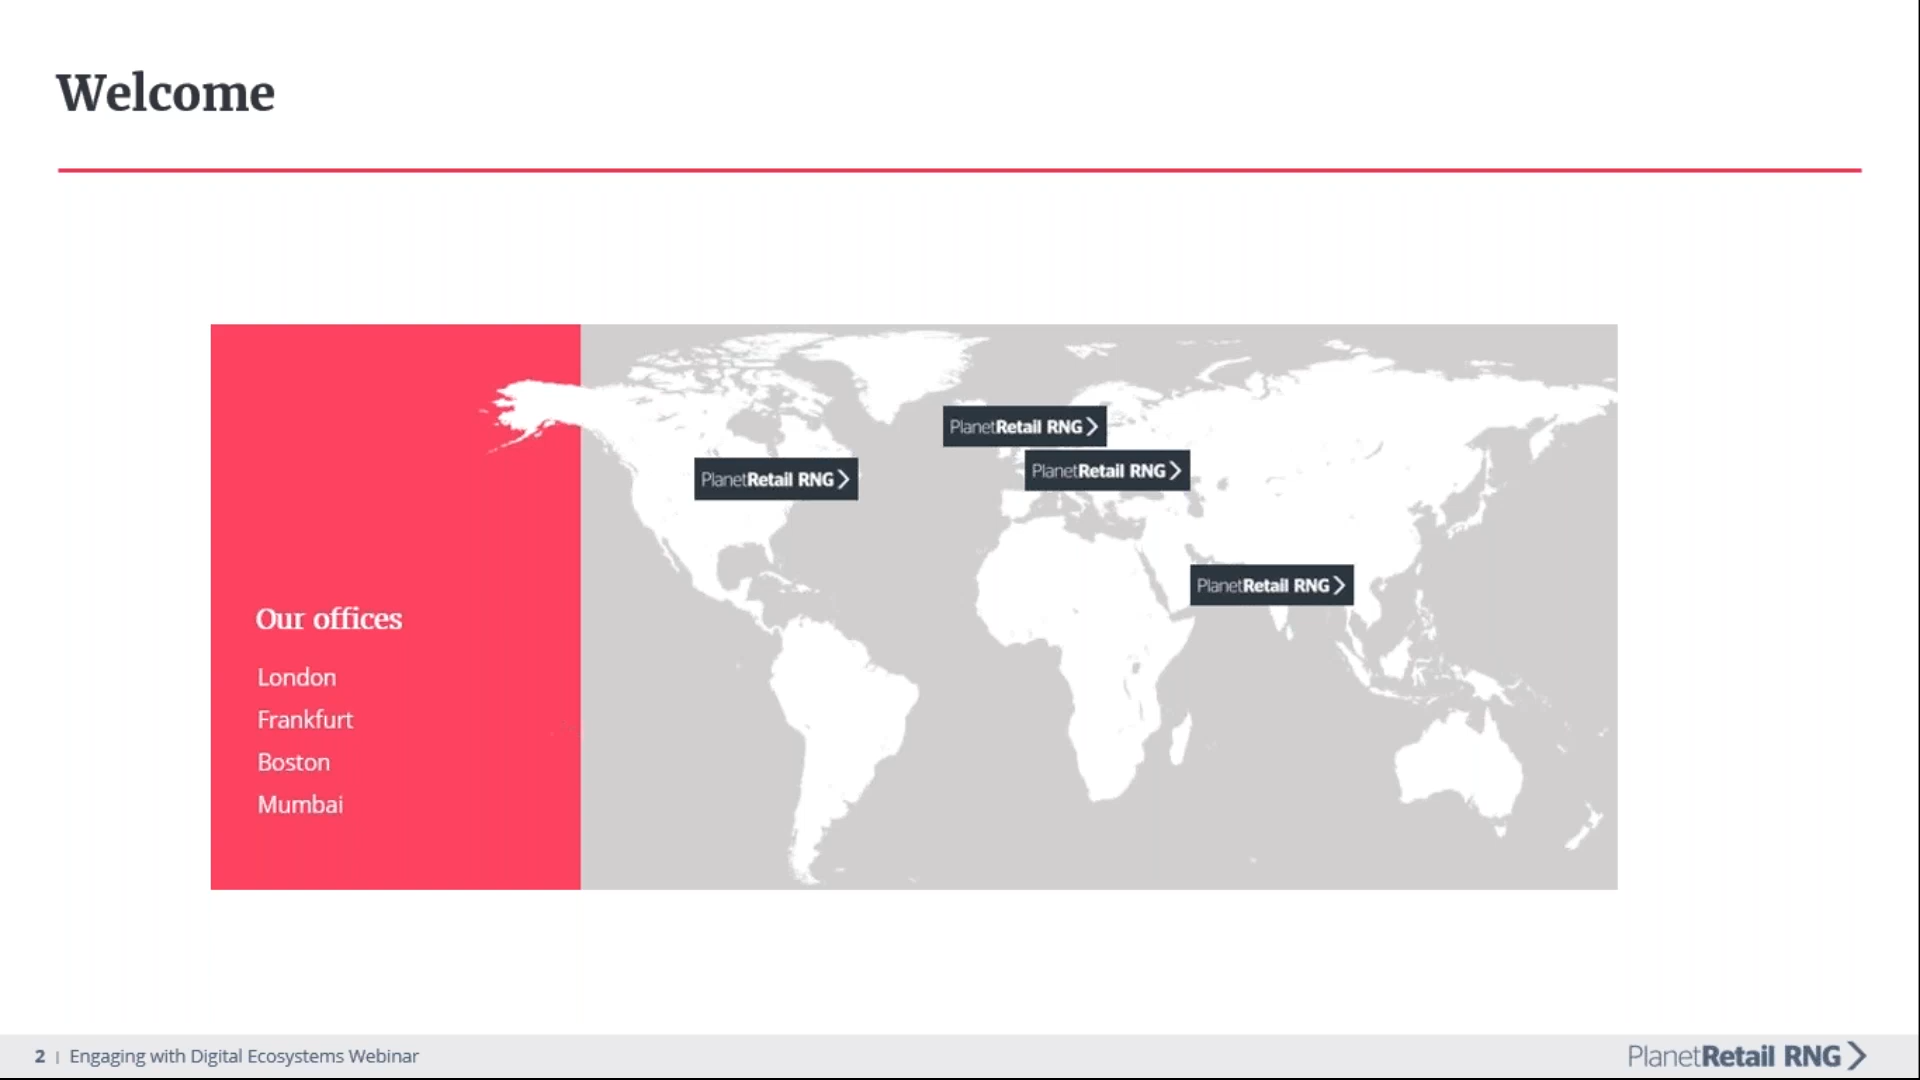 Welcome
PlanetRetail RNG
PlanetRetail RNG
PlanetRetail RNG
PlanetRetail RNG
Our offices
London
Frankfurt
Boston
Mumbai
2 | Engaging with Digital Ecosystems Webinar
PlanetRetail RNG